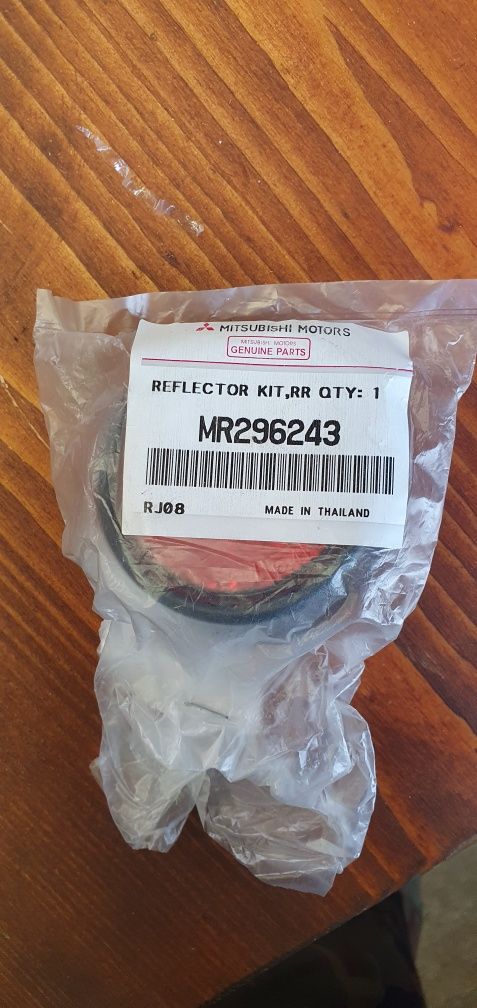 MITSUBISHI MOTORS
MITSUBISHI MOTORS
GENUINE PARTS
REFLECTOR KIT,RR QTY: 1
MR296243
RJ08 MADE IN THAILAND